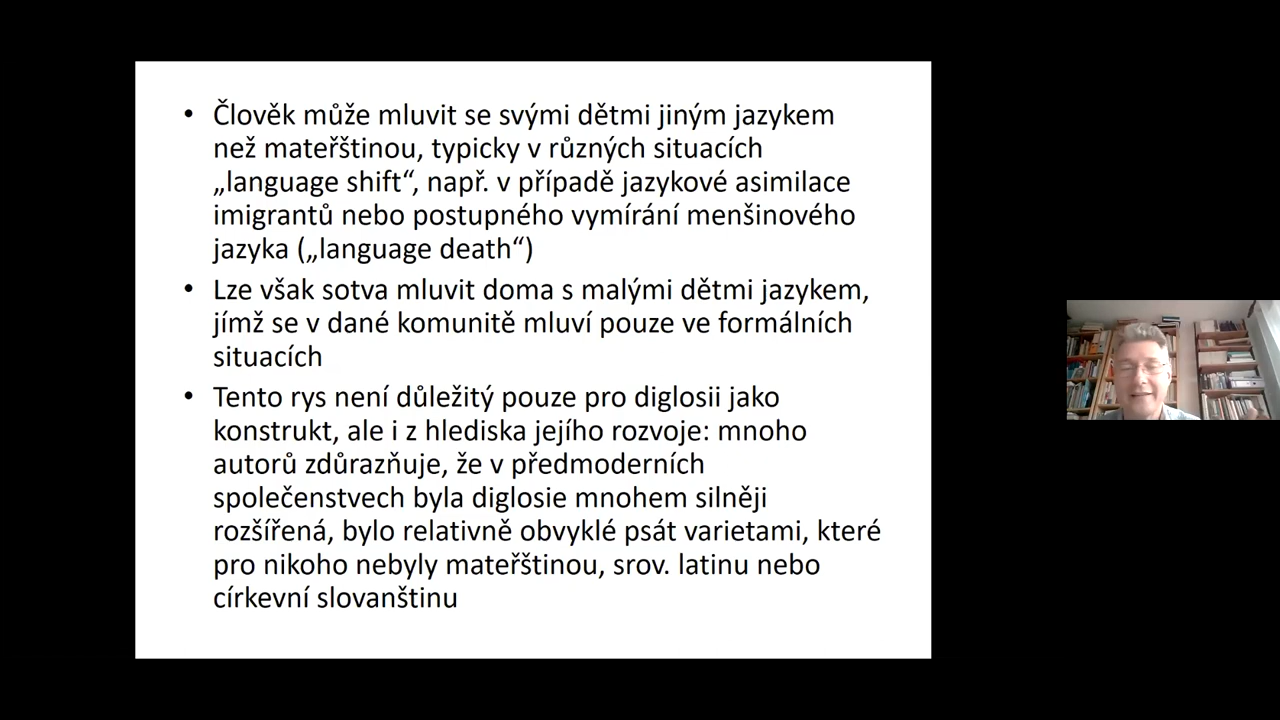 • Člověk může mluvit se svými dětmi jiným jazykem
než mateřštinou, typicky v různých situacích
„language shift“, např. v případě jazykové asimilace
imigrantů nebo postupného vymírání menšinového
jazyka („language death“)
• Lze však sotva mluvit doma s malými dětmi jazykem,
jímž se v dané komunitě mluví pouze ve formálních
situacích
• Tento rys není důležitý pouze pro diglosii jako
konstrukt, ale i z hlediska jejího rozvoje: mnoho
autorů zdůrazňuje, že v předmoderních
společenstvech byla diglosie mnohem silněji
rozšířená, bylo relativně obvyklé psát varietami, které
pro nikoho nebyly mateřštinou, srov. latinu nebo
církevní slovanštinu